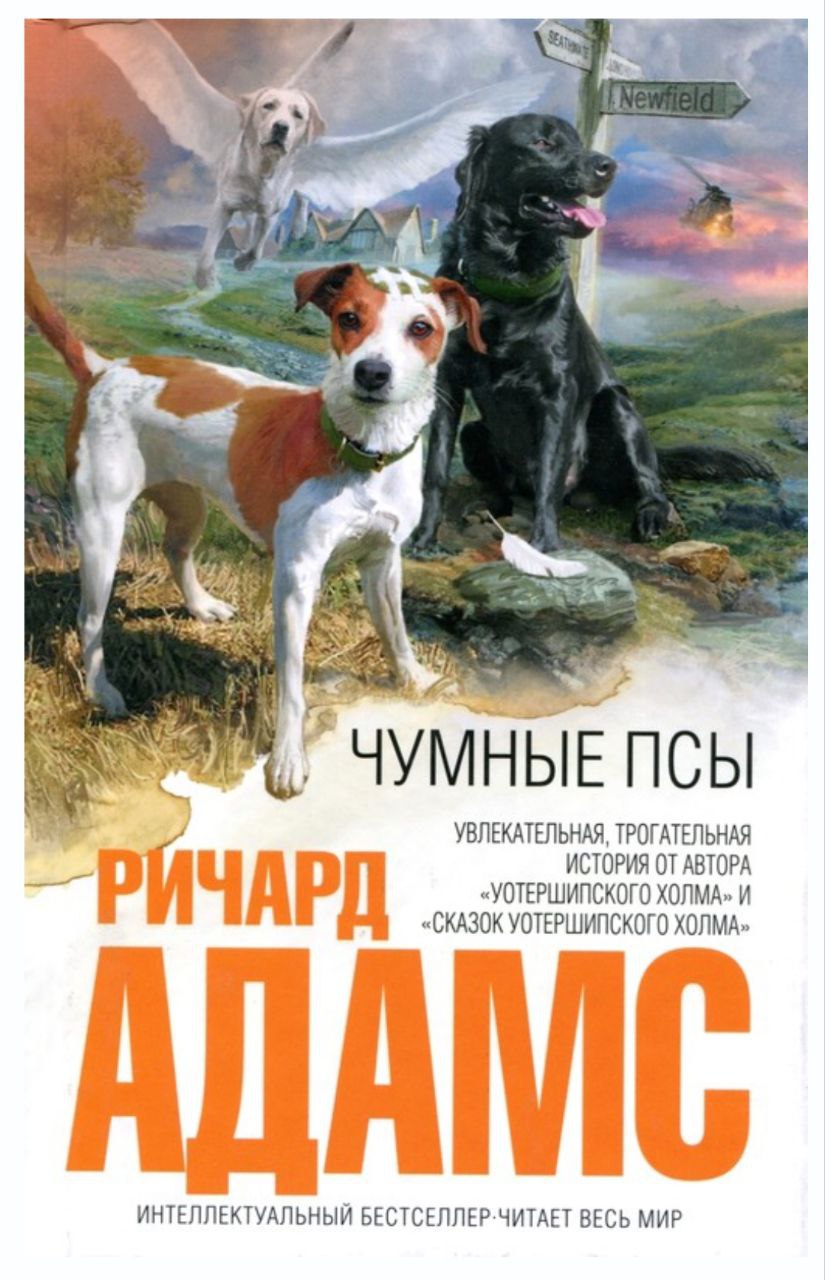 SEATHWAITE
Newfield
ЧУМНЫЕ ПСЫ
УВЛЕКАТЕЛЬНАЯ, ТРОГАТЕЛЬНАЯ
ИСТОРИЯ ОТ АВТОРА
«УОТЕРШИПСКОГО ХОЛМА» И
«СКАЗОК УОТЕРШИПСКОГО ХОЛМА»
РИЧАРД
АДАМС
ИНТЕЛЛЕКТУАЛЬНЫЙ БЕСТСЕЛЛЕР·ЧИТАЕТ ВЕСЬ МИР